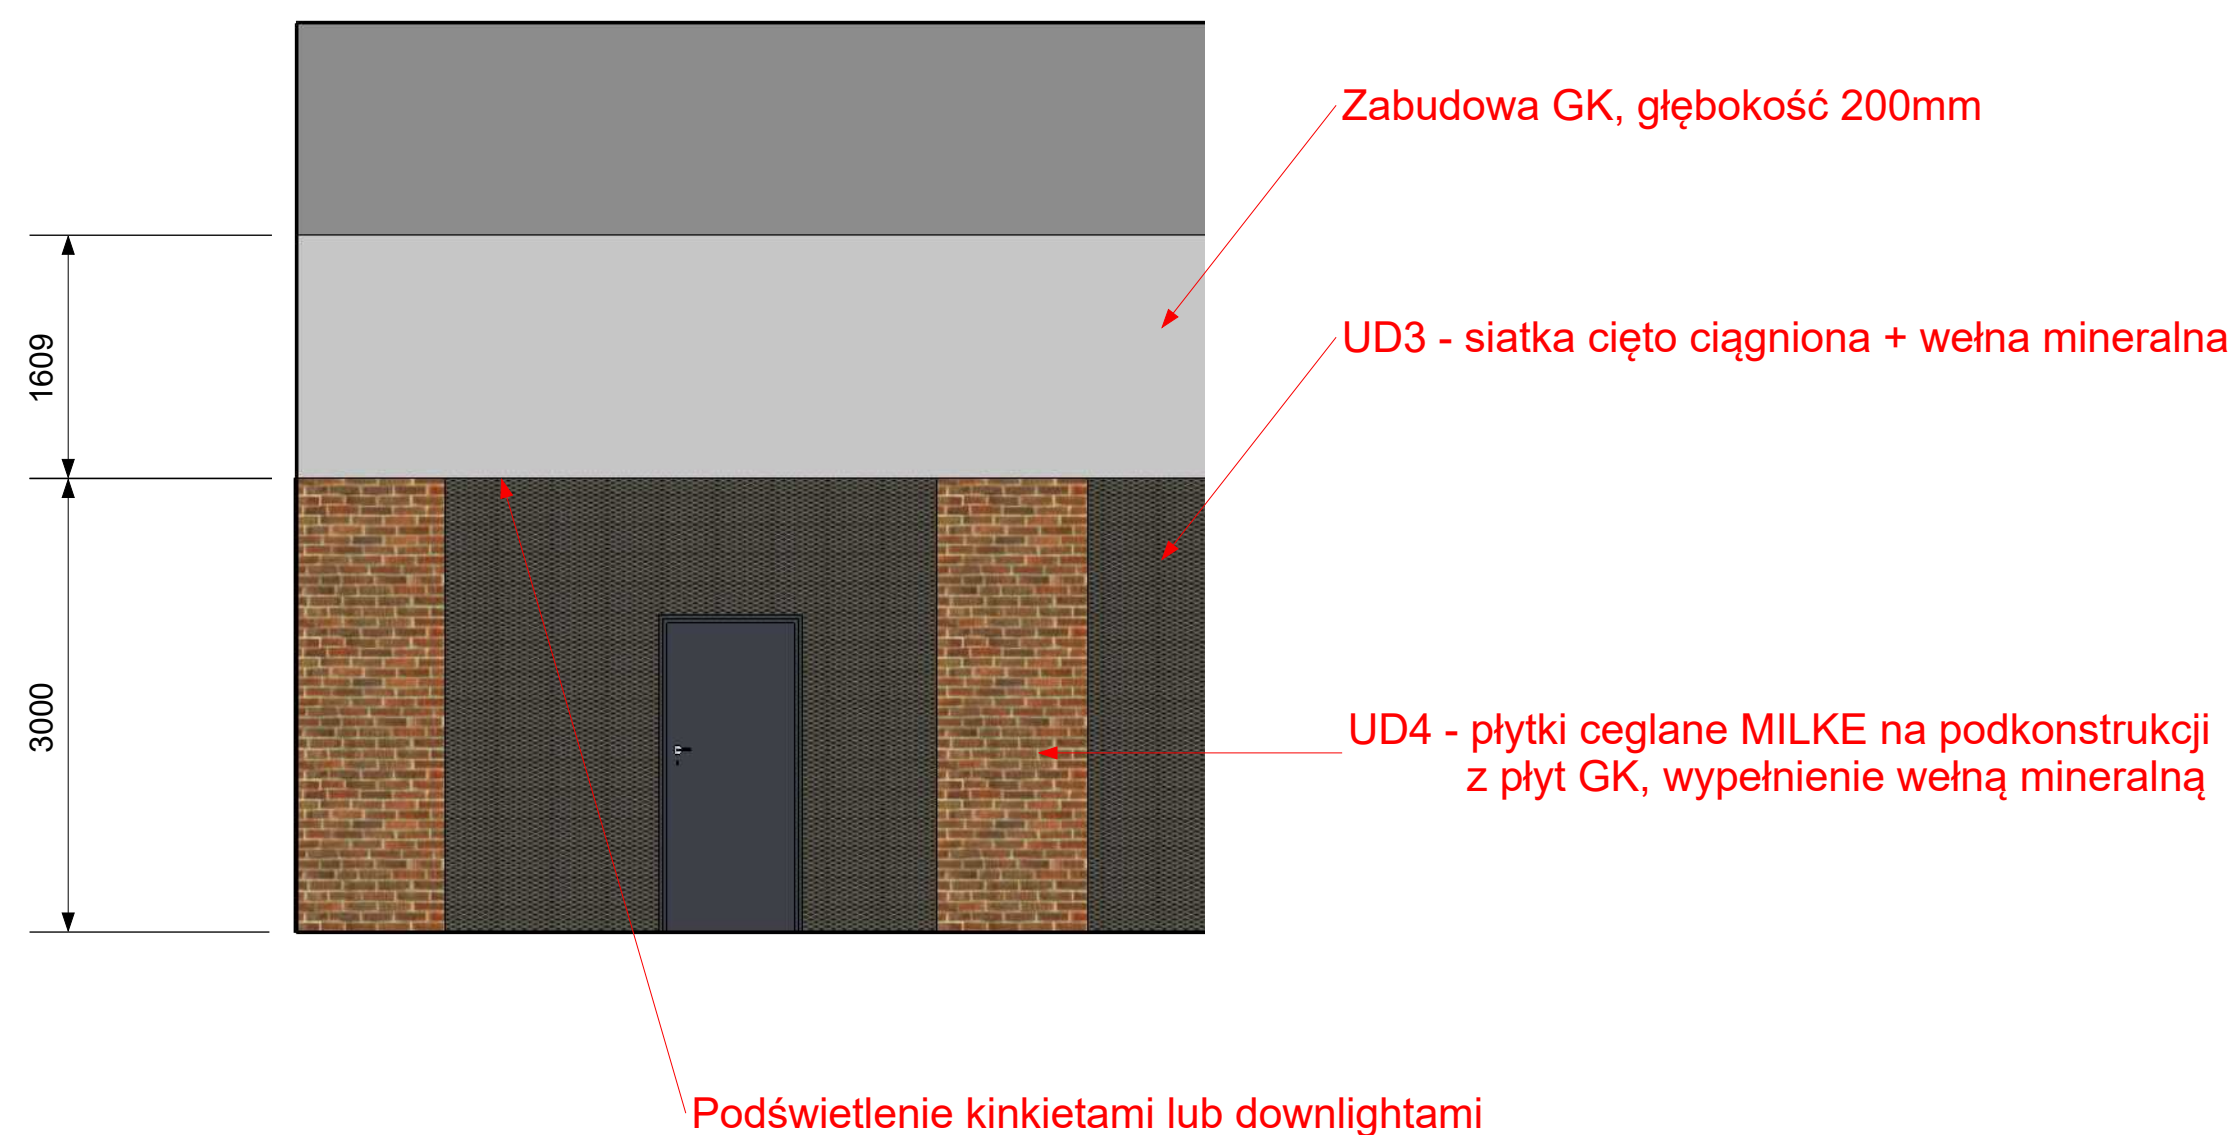 Zabudowa GK, głębokość 200mm
UD3 - siatka cięto ciągniona + wełna mineralna
1609
3000
UD4 - płytki ceglane MILKE na podkonstrukcji
z płyt GK, wypełnienie wełną mineralną
Podświetlenie kinkietami lub downlightami